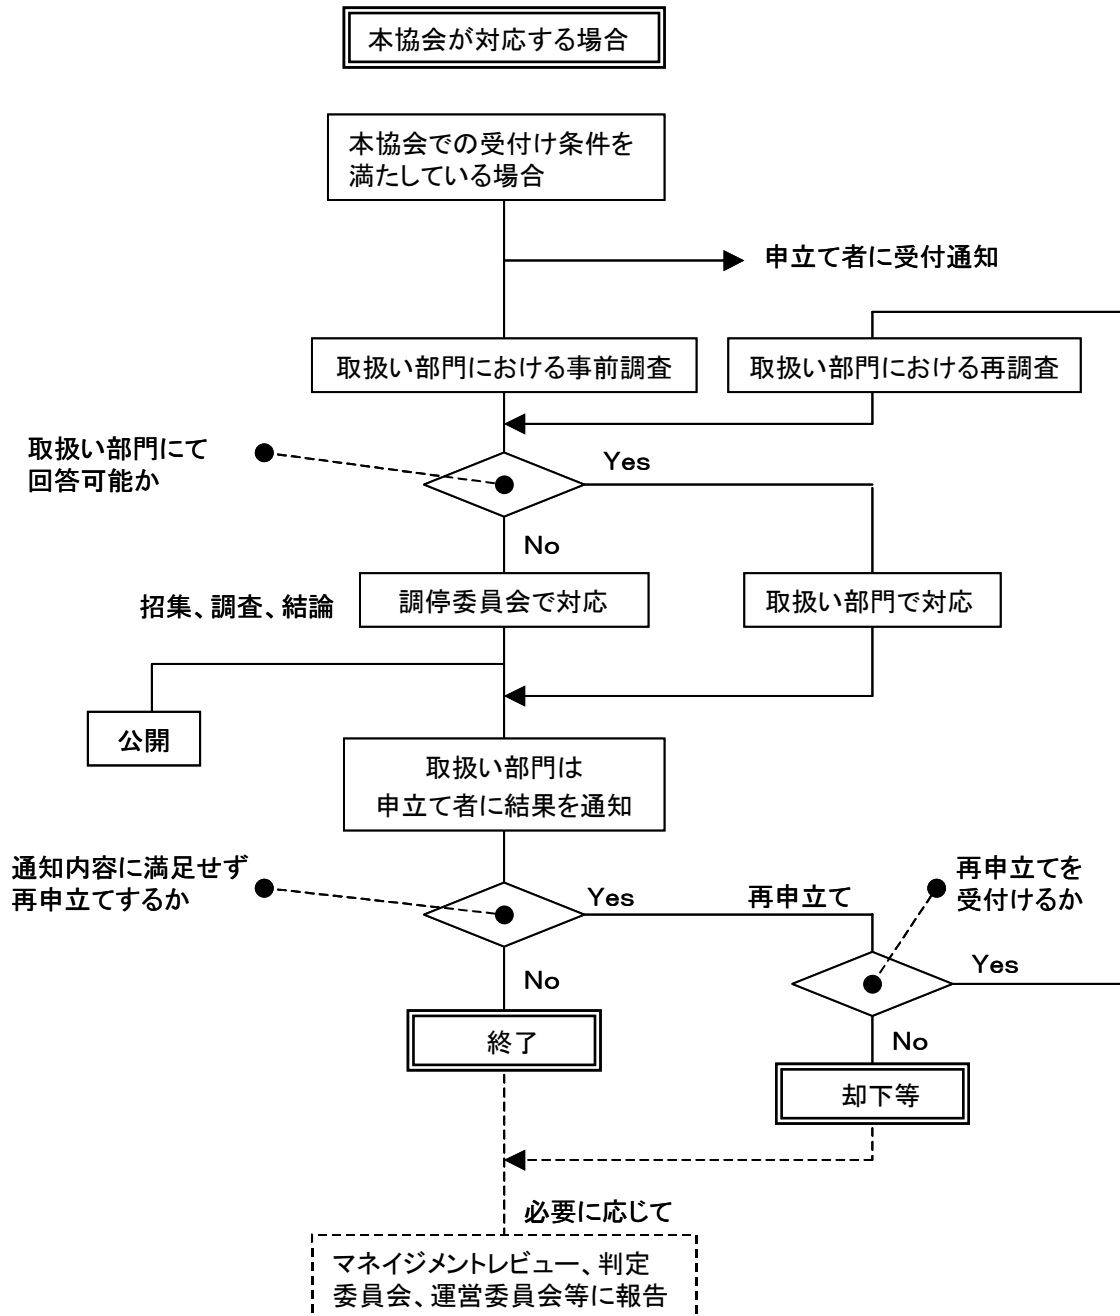 本協会が対応する場合
本協会での受付け条件を
満たしている場合
申立て者に受付通知
取扱い部門における事前調査
取扱い部門における再調査
取扱い部門にて
回答可能か
Yes
No
招集、調査、結論
調停委員会で対応
取扱い部門で対応
公開
取扱い部門は
申立て者に結果を通知
通知内容に満足せず
再申立てするか
Yes
再申立て
再申立てを
受付けるか
Yes
No
終了
No
却下等
必要に応じて
マネイジメントレビュー、判定
委員会、運営委員会等に報告